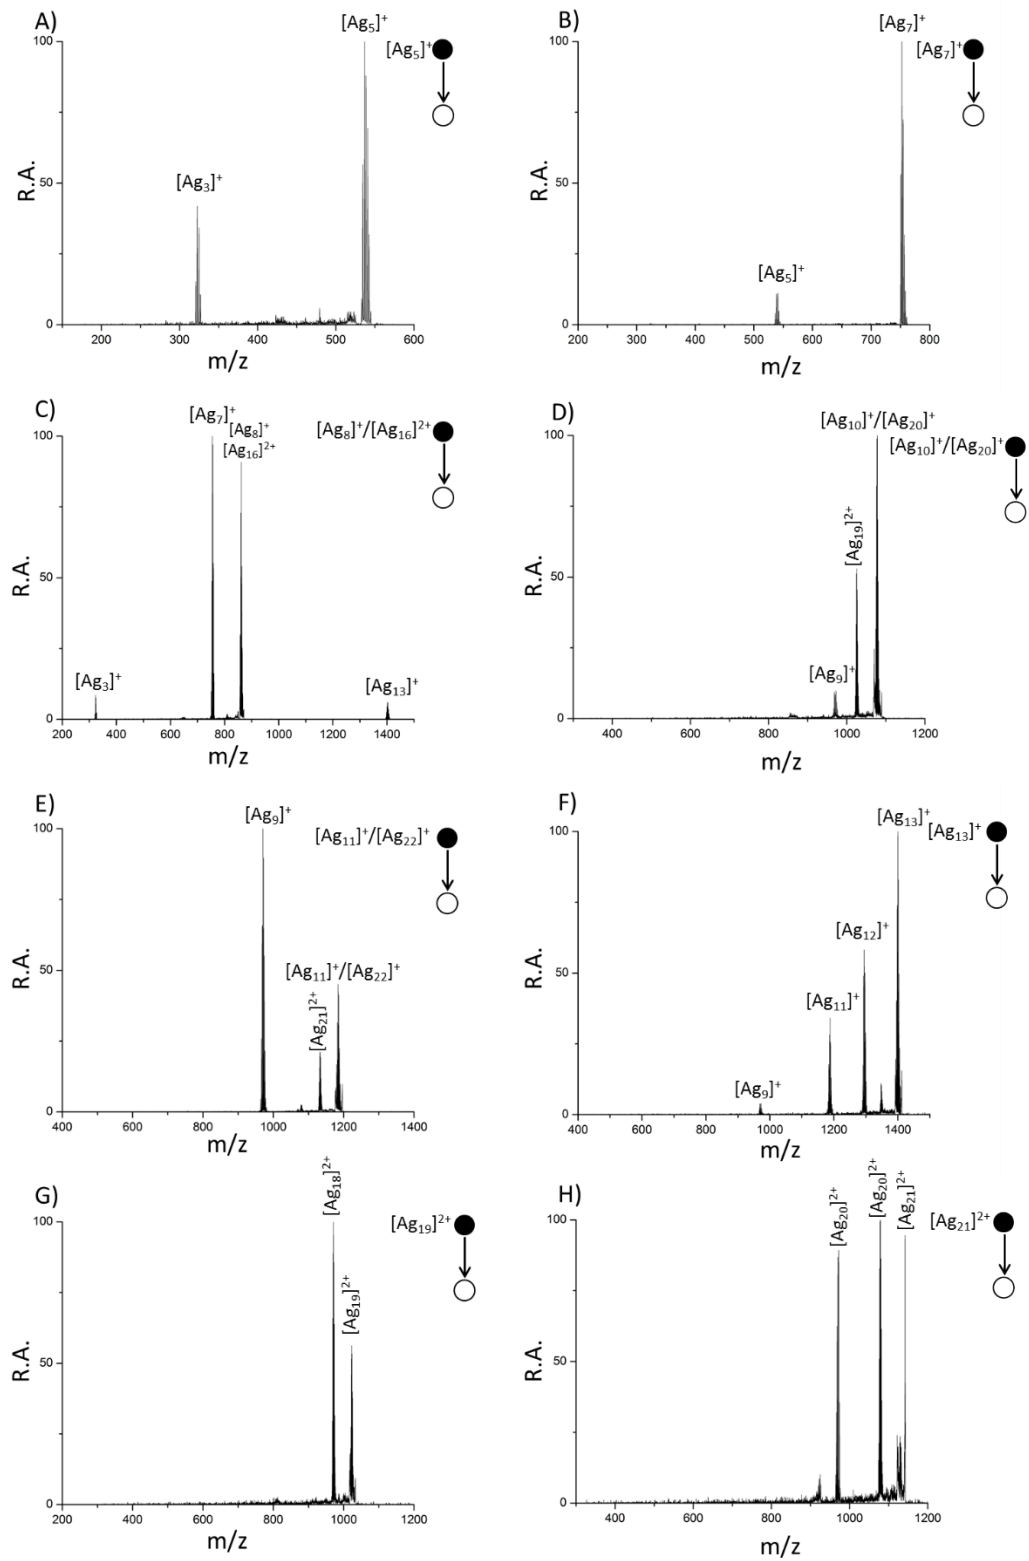 A)
[Ag₅]⁺
[Ag₅]⁺
[Ag₃]⁺
100
50
0
R.A.
200 300 400 500 600
m/z
B)
[Ag₇]⁺
[Ag₇]⁺
[Ag₅]⁺
100
50
0
R.A.
200 300 400 500 600 700 800
m/z
C)
[Ag₇]⁺
[Ag₈]⁺
[Ag₁₆]²⁺
[Ag₈]⁺/[Ag₁₆]²⁺
[Ag₃]⁺
[Ag₁₃]⁺
100
50
0
R.A.
200 400 600 800 1000 1200 1400
m/z
D)
[Ag₁₀]⁺/[Ag₂₀]⁺
[Ag₁₀]⁺/[Ag₂₀]⁺
[Ag₁₉]²⁺
[Ag₉]⁺
100
50
0
R.A.
400 600 800 1000 1200
m/z
E)
[Ag₉]⁺
[Ag₁₁]⁺/[Ag₂₂]⁺
[Ag₁₁]⁺/[Ag₂₂]⁺
[Ag₂₁]²⁺
100
50
0
R.A.
400 600 800 1000 1200 1400
m/z
F)
[Ag₁₃]⁺
[Ag₁₃]⁺
[Ag₁₂]⁺
[Ag₁₁]⁺
[Ag₉]⁺
100
50
0
R.A.
400 600 800 1000 1200 1400
m/z
G)
[Ag₁₈]²⁺
[Ag₁₉]²⁺
[Ag₁₉]²⁺
100
50
0
R.A.
200 400 600 800 1000 1200
m/z
H)
[Ag₂₀]²⁺
[Ag₂₀]²⁺
[Ag₂₁]²⁺
[Ag₂₁]²⁺
100
50
0
R.A.
400 600 800 1000 1200
m/z